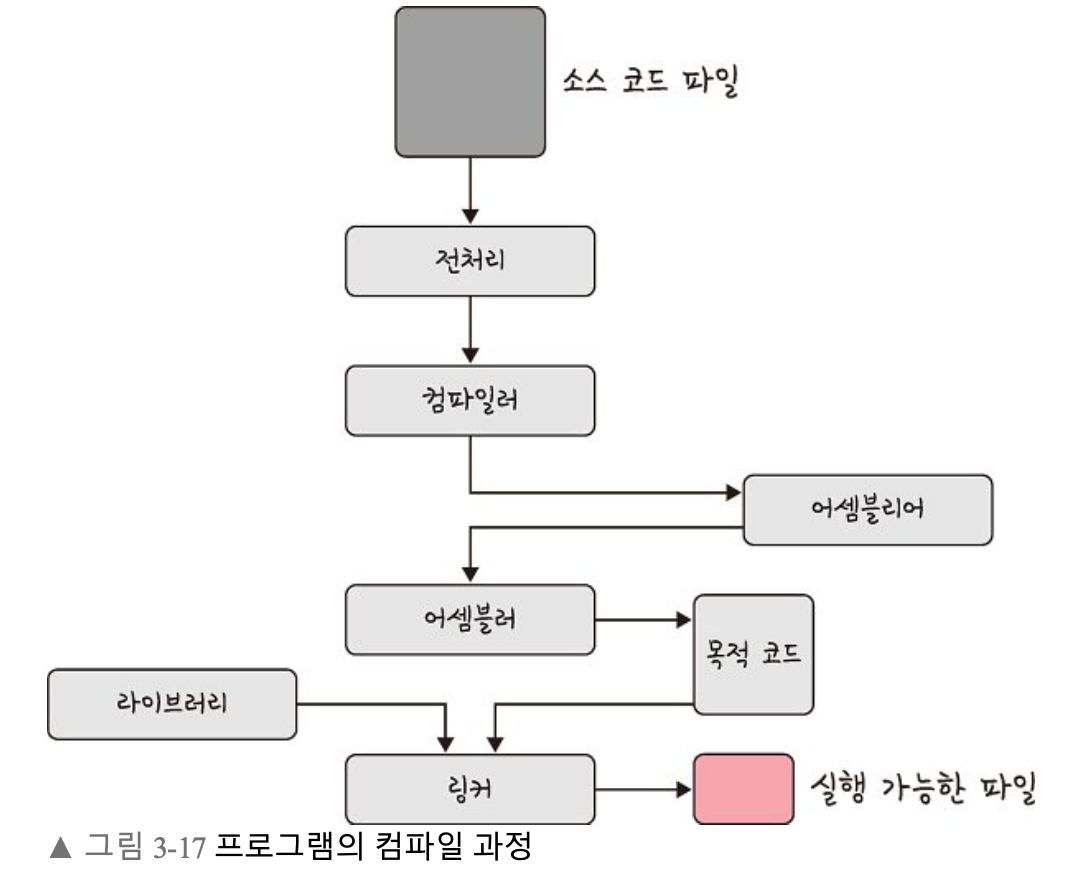 소스 코드 파일
전처리
컴파일러
어셈블리어
어셈블러
목적 코드
라이브러리
링커
실행 가능한 파일
▲ 그림 3-17 프로그램의 컴파일 과정